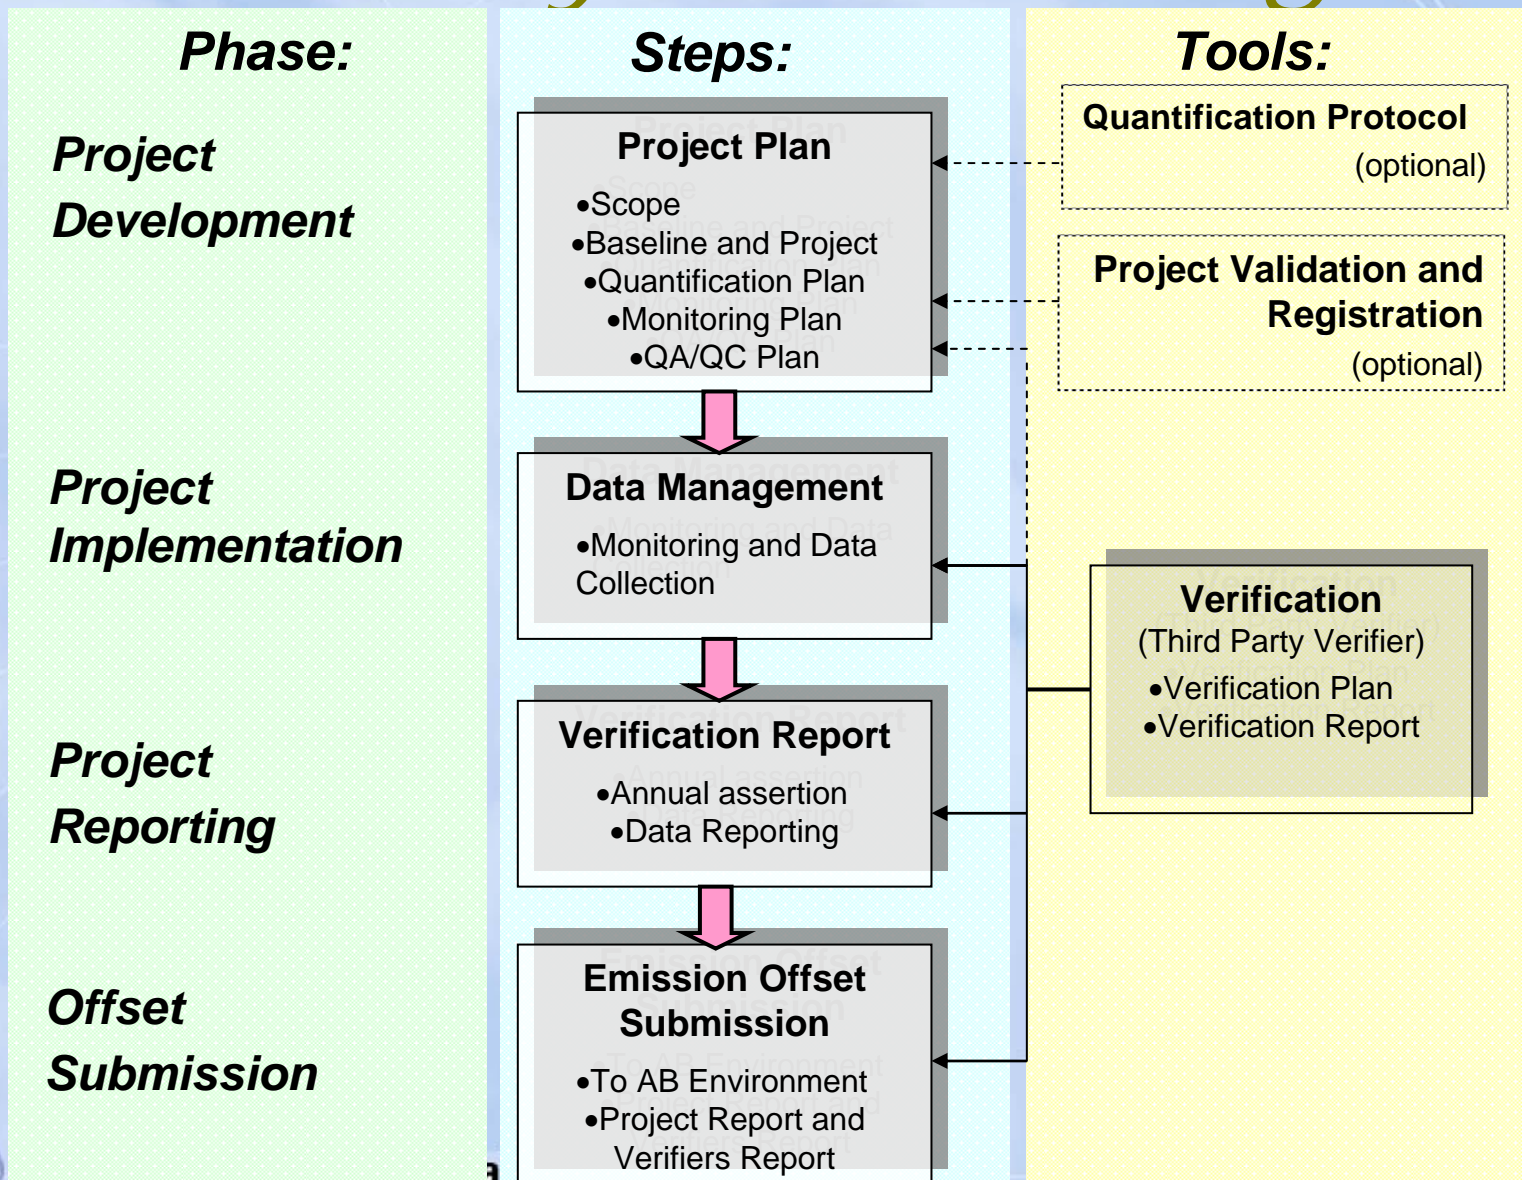 Phase:
Steps:
Tools:
Project
Development
Project Plan
•Scope
•Baseline and Project
•Quantification Plan
•Monitoring Plan
•QA/QC Plan
Quantification Protocol
(optional)
Project Validation and
Registration
(optional)
Project
Implementation
Data Management
•Monitoring and Data
Collection
Verification
(Third Party Verifier)
•Verification Plan
•Verification Report
Project
Reporting
Verification Report
•Annual assertion
•Data Reporting
Offset
Submission
Emission Offset
Submission
•To AB Environment
•Project Report and
Verifiers Report